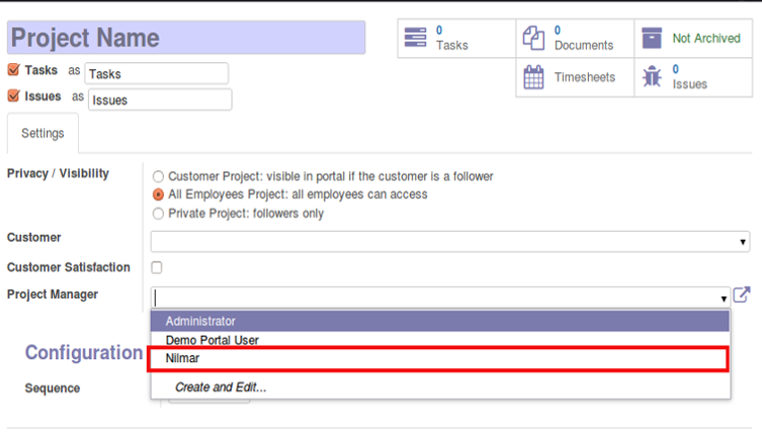 Project Name
0
Tasks
0
Documents
Not Archived
Timesheets
0
Issues
Tasks as Tasks
Issues as Issues
Settings
Privacy / Visibility
Customer Project: visible in portal if the customer is a follower
All Employees Project: all employees can access
Private Project: followers only
Customer
Customer Satisfaction
Project Manager
Administrator
Demo Portal User
Nilmar
Create and Edit...
Configuration
Sequence